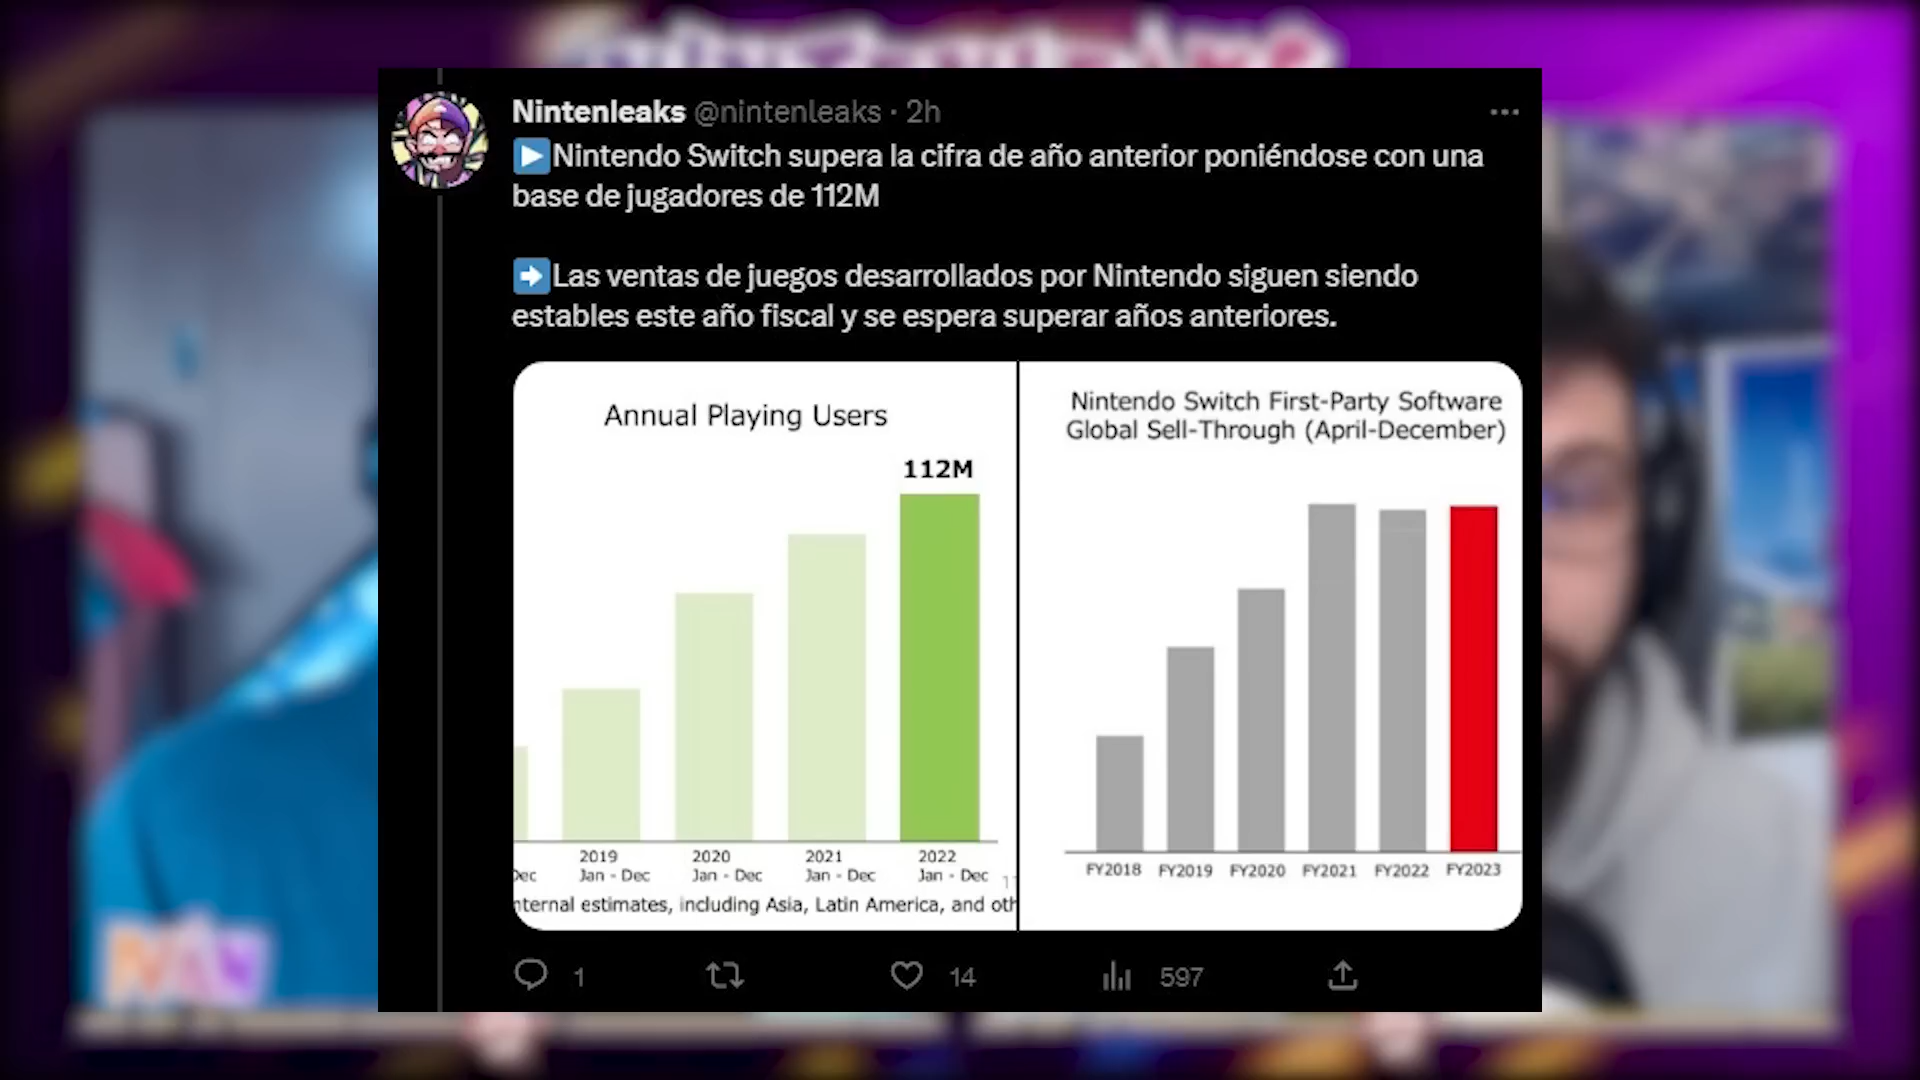 Nintenleaks @nintenleaks · 2h
Nintendo Switch supera la cifra de año anterior poniéndose con una
base de jugadores de 112M
Las ventas de juegos desarrollados por Nintendo siguen siendo
estables este año fiscal y se espera superar años anteriores.
Annual Playing Users
112M
2019 2020 2021 2022
Dec Jan - Dec Jan - Dec Jan - Dec Jan - Dec
nternal estimates, including Asia, Latin America, and oth
Nintendo Switch First-Party Software
Global Sell-Through (April-December)
FY2018 FY2019 FY2020 FY2021 FY2022 FY2023
1 14 597